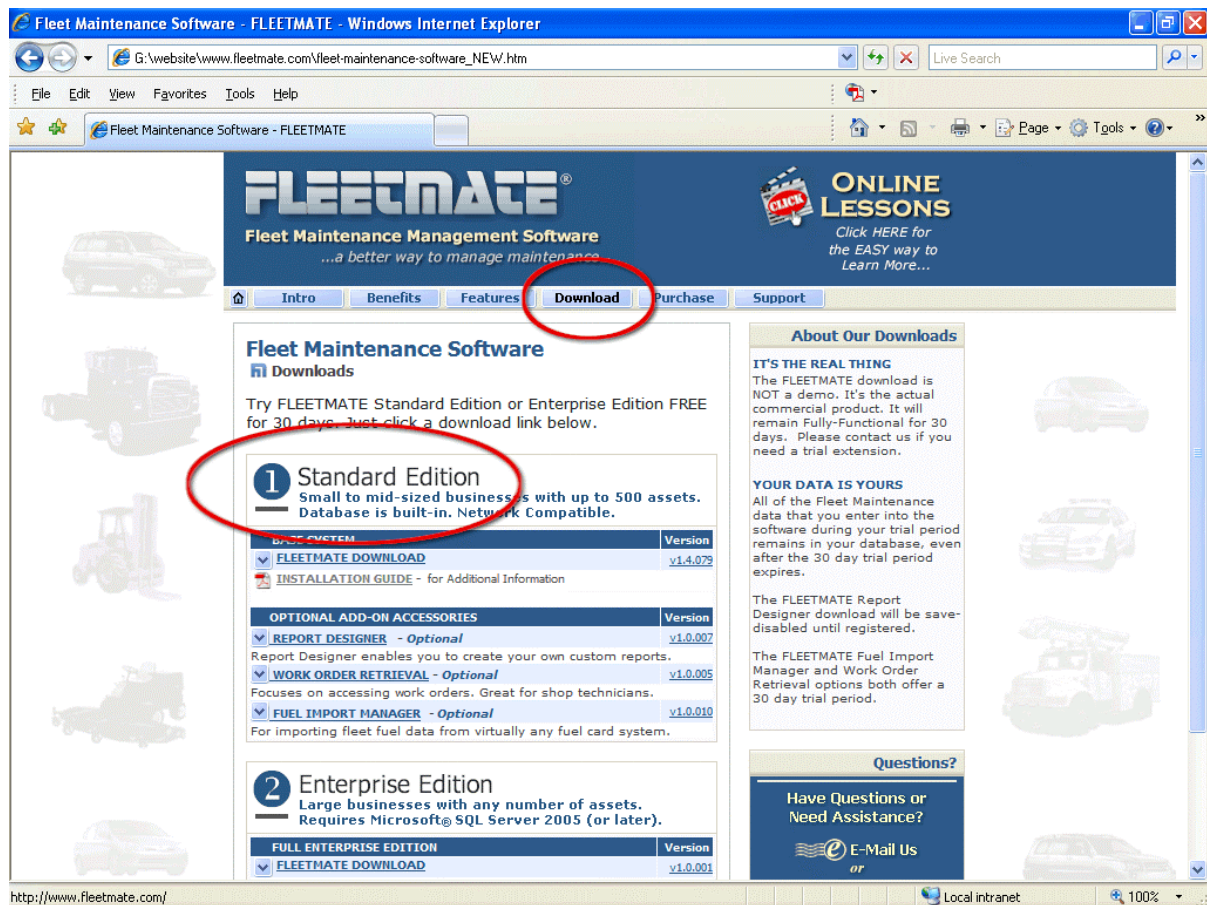 Fleet Maintenance Software - FLEETMATE - Windows Internet Explorer
G:\website\www.fleetmate.com\fleet-maintenance-software_NEW.htm
Live Search
File Edit View Favorites Tools Help
Fleet Maintenance Software - FLEETMATE
Page Tools
FLEETMATE®
Fleet Maintenance Management Software
...a better way to manage maintenance
CLICK
ONLINE
LESSONS
Click HERE for
the EASY way to
Learn More...
Intro Benefits Features Download Purchase Support
Fleet Maintenance Software
Downloads
Try FLEETMATE Standard Edition or Enterprise Edition FREE
for 30 days. Just click a download link below.
1 Standard Edition
Small to mid-sized businesses with up to 500 assets.
Database is built-in. Network Compatible.
BASE SYSTEM Version
FLEETMATE DOWNLOAD v1.4.079
INSTALLATION GUIDE - for Additional Information
OPTIONAL ADD-ON ACCESSORIES Version
REPORT DESIGNER - Optional v1.0.007
Report Designer enables you to create your own custom reports.
WORK ORDER RETRIEVAL - Optional v1.0.005
Focuses on accessing work orders. Great for shop technicians.
FUEL IMPORT MANAGER - Optional v1.0.010
For importing fleet fuel data from virtually any fuel card system.
2 Enterprise Edition
Large businesses with any number of assets.
Requires Microsoft® SQL Server 2005 (or later).
FULL ENTERPRISE EDITION Version
FLEETMATE DOWNLOAD v1.0.001
About Our Downloads
IT'S THE REAL THING
The FLEETMATE download is
NOT a demo. It's the actual
commercial product. It will
remain Fully-Functional for 30
days. Please contact us if you
need a trial extension.
YOUR DATA IS YOURS
All of the Fleet Maintenance
data that you enter into the
software during your trial period
remains in your database, even
after the 30 day trial period
expires.
The FLEETMATE Report
Designer download will be save-
disabled until registered.
The FLEETMATE Fuel Import
Manager and Work Order
Retrieval options both offer a
30 day trial period.
Questions?
Have Questions or
Need Assistance?
E-Mail Us
or
http://www.fleetmate.com/
Local intranet
100%